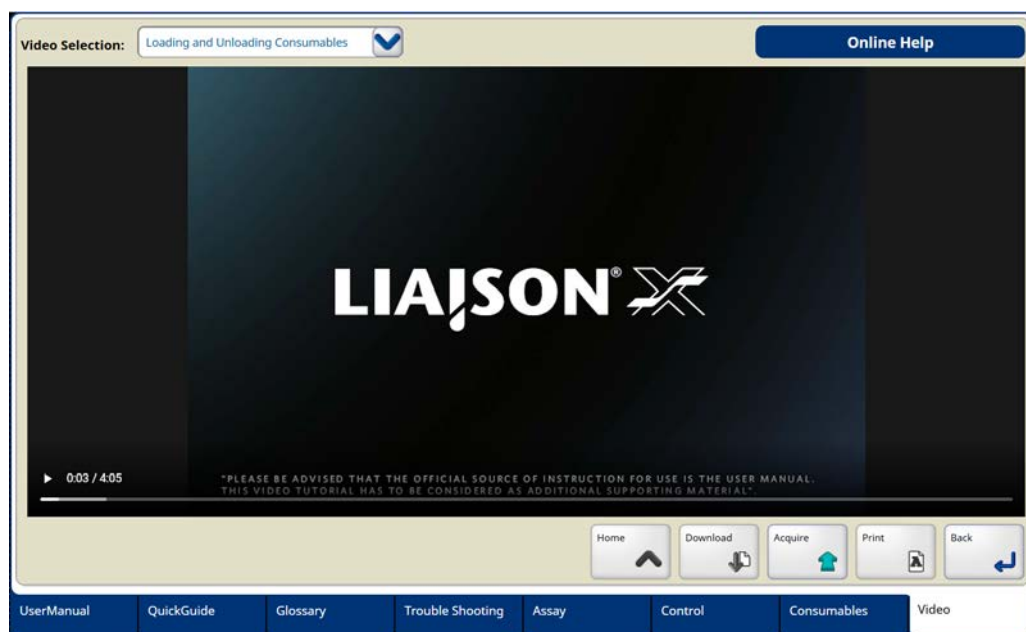 Video Selection: Loading and Unloading Consumables Online Help
LIAISON® X
0:03 / 4:05
"PLEASE BE ADVISED THAT THE OFFICIAL SOURCE OF INSTRUCTION FOR USE IS THE USER MANUAL.
THIS VIDEO TUTORIAL HAS TO BE CONSIDERED AS ADDITIONAL SUPPORTING MATERIAL".
Home Download Acquire Print Back
UserManual QuickGuide Glossary Trouble Shooting Assay Control Consumables Video